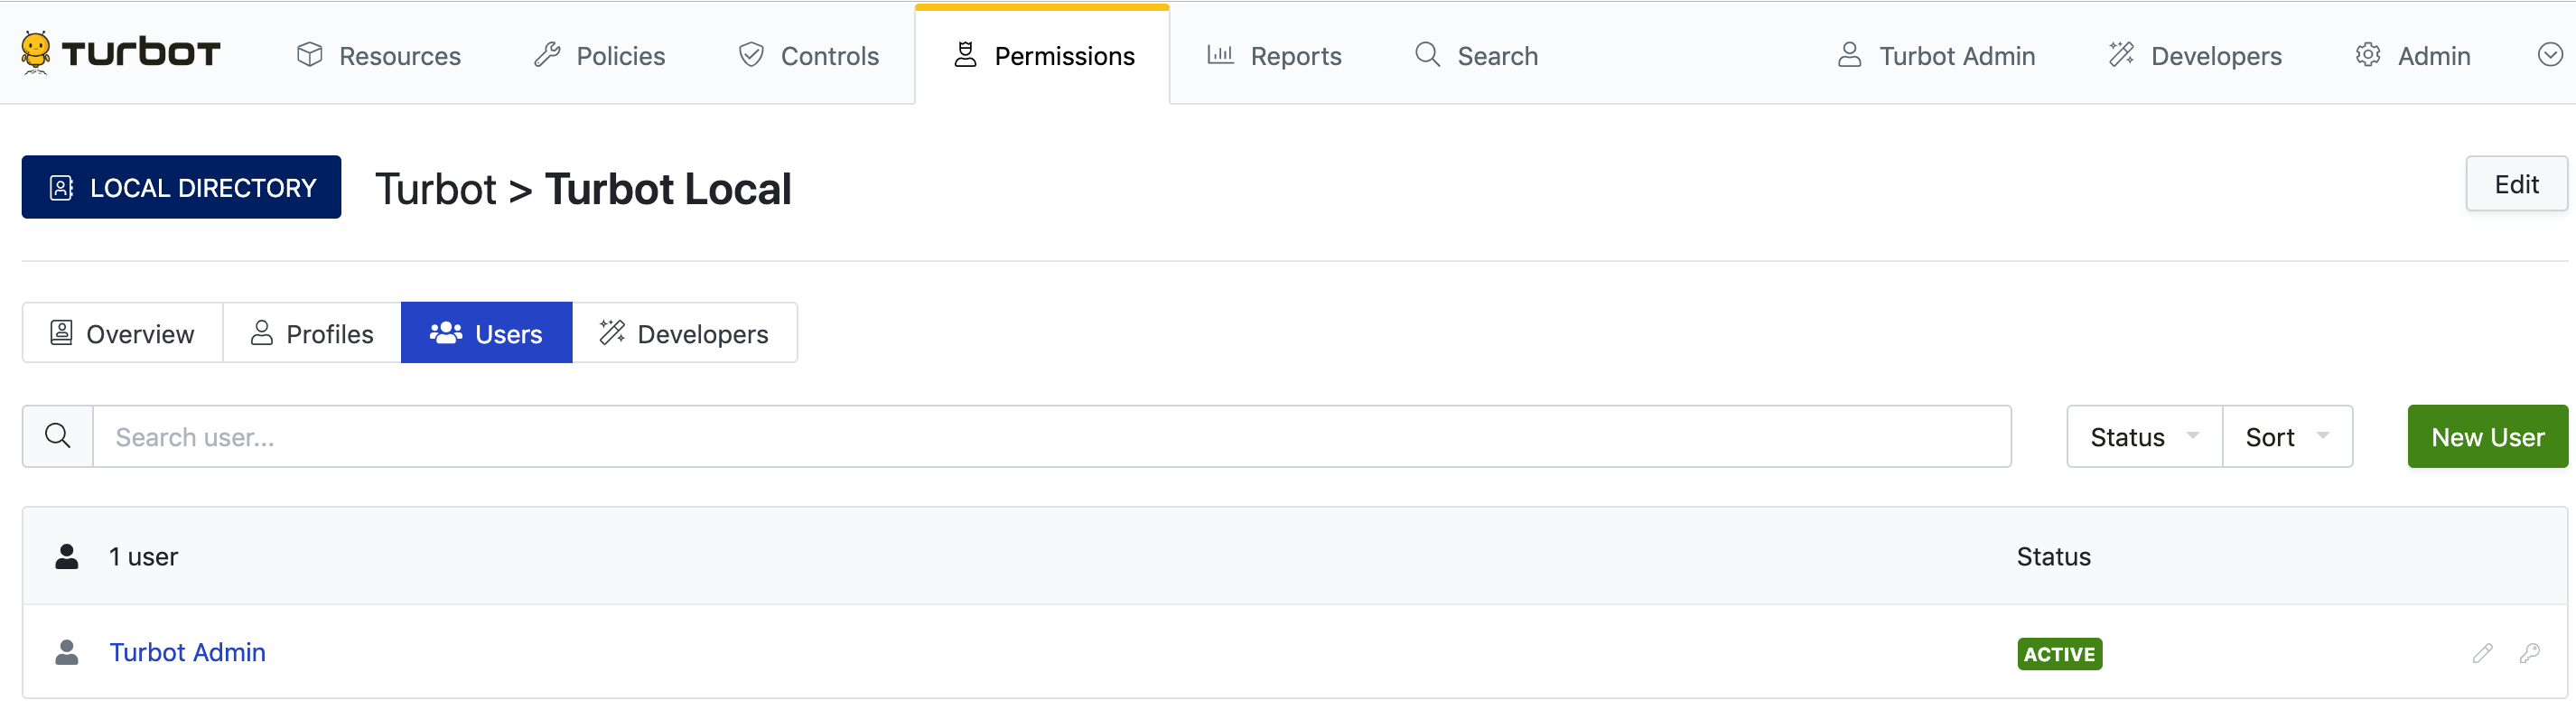 TURBOT Resources Policies Controls Permissions Reports Search Turbot Admin Developers Admin
LOCAL DIRECTORY Turbot > Turbot Local Edit
Overview Profiles Users Developers
Search user... Status Sort New User
1 user Status
Turbot Admin ACTIVE